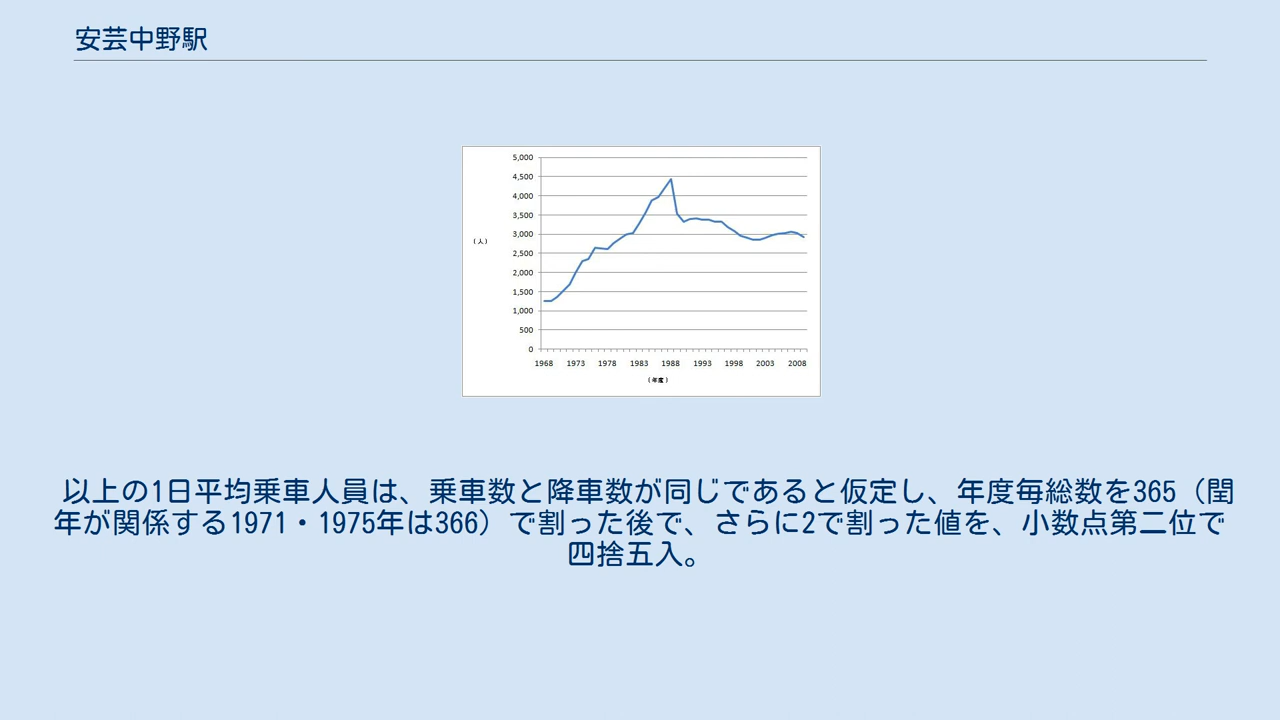 安芸中野駅
5,000
4,500
4,000
3,500
3,000
2,500
2,000
1,500
1,000
500
0
（人）
1968 1973 1978 1983 1988 1993 1998 2003 2008
（年度）
以上の1日平均乗車人員は、乗車数と降車数が同じであると仮定し、年度毎総数を365（閏
年が関係する1971・1975年は366）で割った後で、さらに2で割った値を、小数点第二位で
四捨五入。